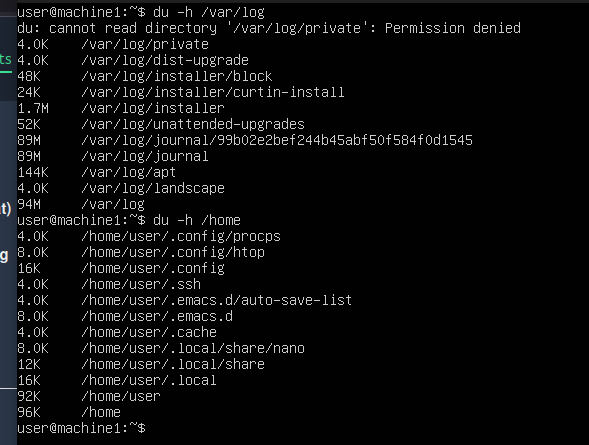 user@machine1:~$ du -h /var/log
du: cannot read directory '/var/log/private': Permission denied
4.0K /var/log/private
4.0K /var/log/dist-upgrade
48K /var/log/installer/block
24K /var/log/installer/curtin-install
1.7M /var/log/installer
52K /var/log/unattended-upgrades
89M /var/log/journal/99b02e2bef244b45abf50f584f0d1545
89M /var/log/journal
144K /var/log/apt
4.0K /var/log/landscape
94M /var/log
user@machine1:~$ du -h /home
4.0K /home/user/.config/procps
8.0K /home/user/.config/htop
16K /home/user/.config
4.0K /home/user/.ssh
4.0K /home/user/.emacs.d/auto-save-list
8.0K /home/user/.emacs.d
4.0K /home/user/.cache
8.0K /home/user/.local/share/nano
12K /home/user/.local/share
16K /home/user/.local
92K /home/user
96K /home
user@machine1:~$
ts
t)
g